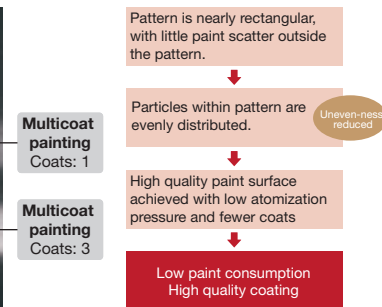 Pattern is nearly rectangular,
with little paint scatter outside
the pattern.
Particles within pattern are
evenly distributed.
Uneven-ness
reduced
Multicoat
painting
Coats: 1
High quality paint surface
achieved with low atomization
pressure and fewer coats
Multicoat
painting
Coats: 3
Low paint consumption
High quality coating